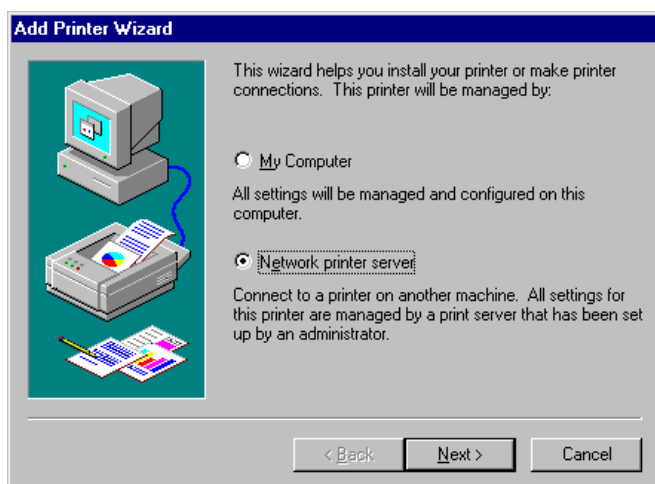 Add Printer Wizard
This wizard helps you install your printer or make printer
connections. This printer will be managed by:
My Computer
All settings will be managed and configured on this
computer.
Network printer server
Connect to a printer on another machine. All settings for
this printer are managed by a print server that has been set
up by an administrator.
< Back
Next >
Cancel